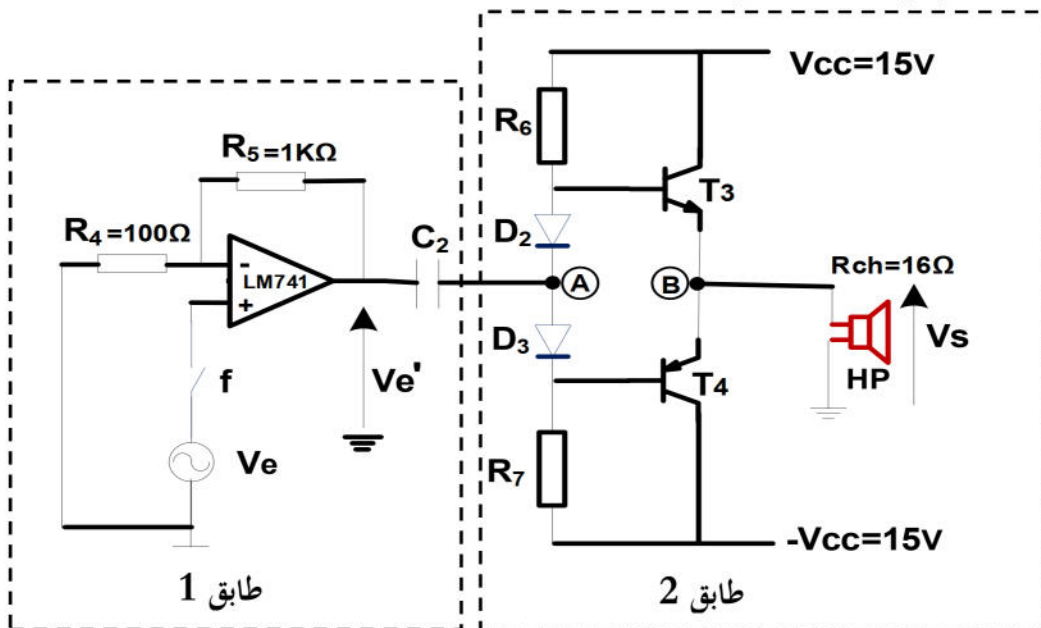 Vcc=15V
R6
R5=1KΩ
T3
R4=100Ω
C2
D2
-
LM741
+
A
B
Rch=16Ω
D3
Vs
f
Ve'
T4
HP
Ve
R7
-Vcc=15V
طابق 1
طابق 2